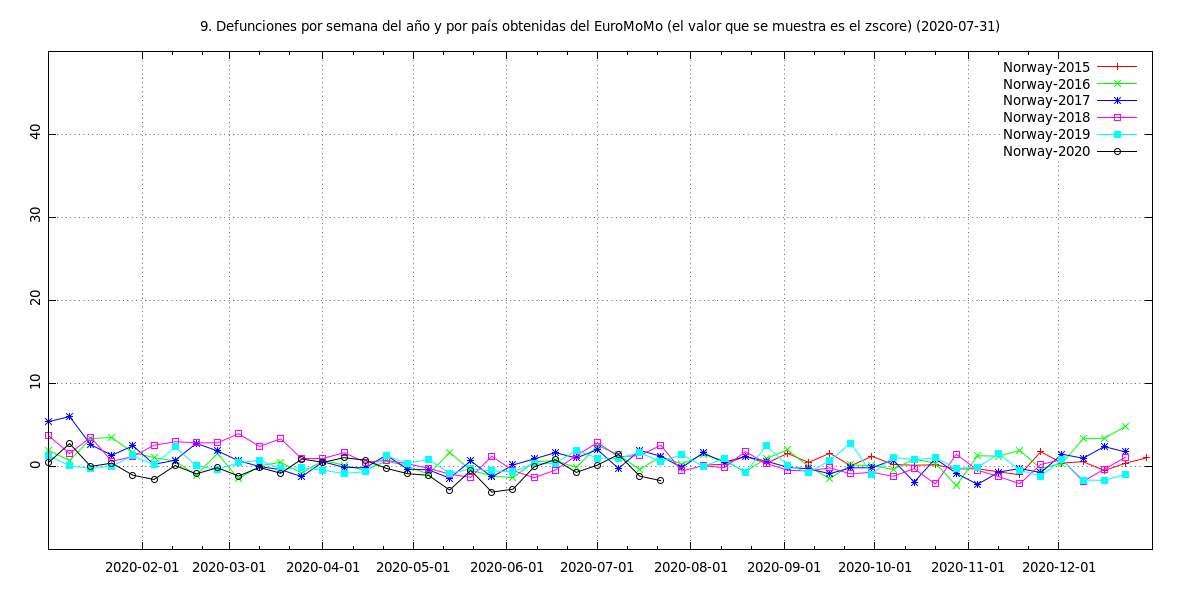 9. Defunciones por semana del año y por país obtenidas del EuroMoMo (el valor que se muestra es el zscore) (2020-07-31)
Norway-2015
Norway-2016
Norway-2017
Norway-2018
Norway-2019
Norway-2020
40
30
20
10
0
2020-02-01 2020-03-01 2020-04-01 2020-05-01 2020-06-01 2020-07-01 2020-08-01 2020-09-01 2020-10-01 2020-11-01 2020-12-01